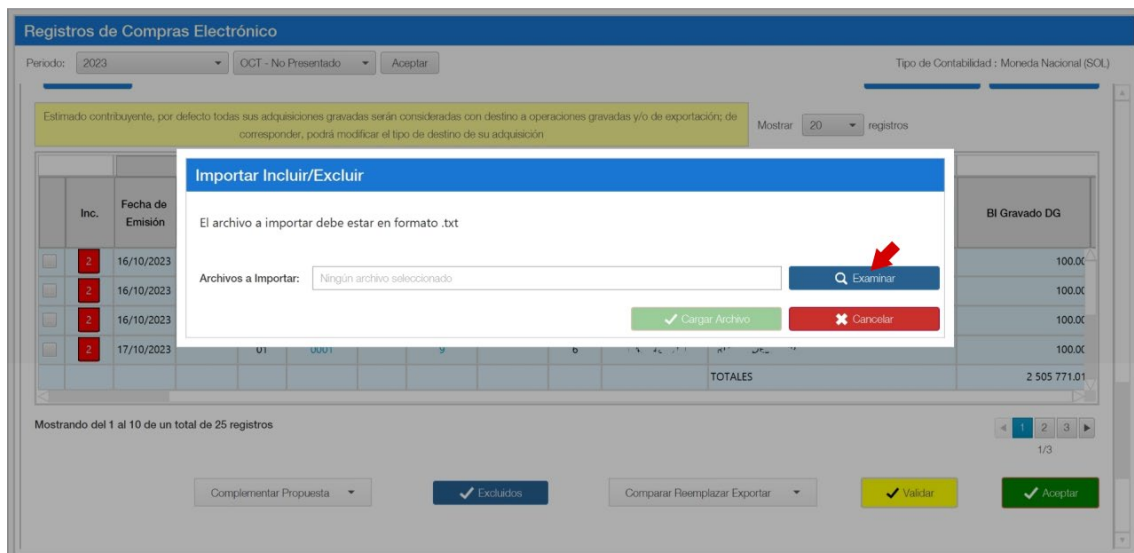 Registros de Compras Electrónico
Periodo: 2023 OCT - No Presentado Aceptar Tipo de Contabilidad : Moneda Nacional (SOL)
Estimado contribuyente, por defecto todas sus adquisiciones gravadas serán consideradas con destino a operaciones gravadas y/o de exportación; de
corresponder, podrá modificar el tipo de destino de su adquisición
Mostrar 20 registros
Importar Incluir/Excluir
Inc. Fecha de Emisión BI Gravado DG
El archivo a importar debe estar en formato .txt
2 16/10/2023 100.00
Archivos a Importar: Ningún archivo seleccionado Examinar
2 16/10/2023 100.00
2 16/10/2023 100.00
Cargar Archivo Cancelar
2 17/10/2023 01 0001 9 6 100.00
TOTALES 2 505 771.01
Mostrando del 1 al 10 de un total de 25 registros
1 2 3
1/3
Complementar Propuesta Excluidos Comparar Reemplazar Exportar Validar Aceptar